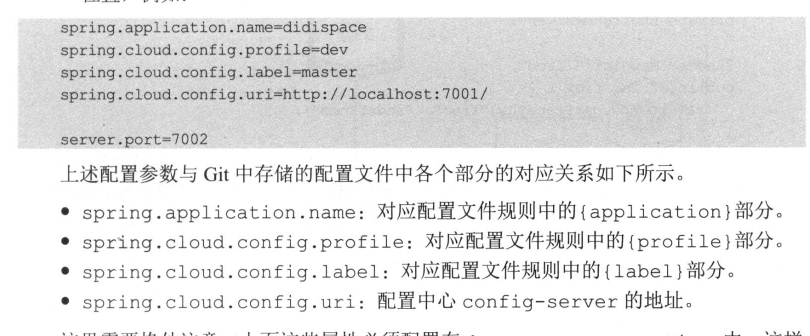 spring.application.name=didispace
spring.cloud.config.profile=dev
spring.cloud.config.label=master
spring.cloud.config.uri=http://localhost:7001/
server.port=7002
上述配置参数与 Git 中存储的配置文件中各个部分的对应关系如下所示。
• spring.application.name: 对应配置文件规则中的{application}部分。
• spring.cloud.config.profile: 对应配置文件规则中的{profile}部分。
• spring.cloud.config.label: 对应配置文件规则中的{label}部分。
• spring.cloud.config.uri: 配置中心 config-server 的地址。